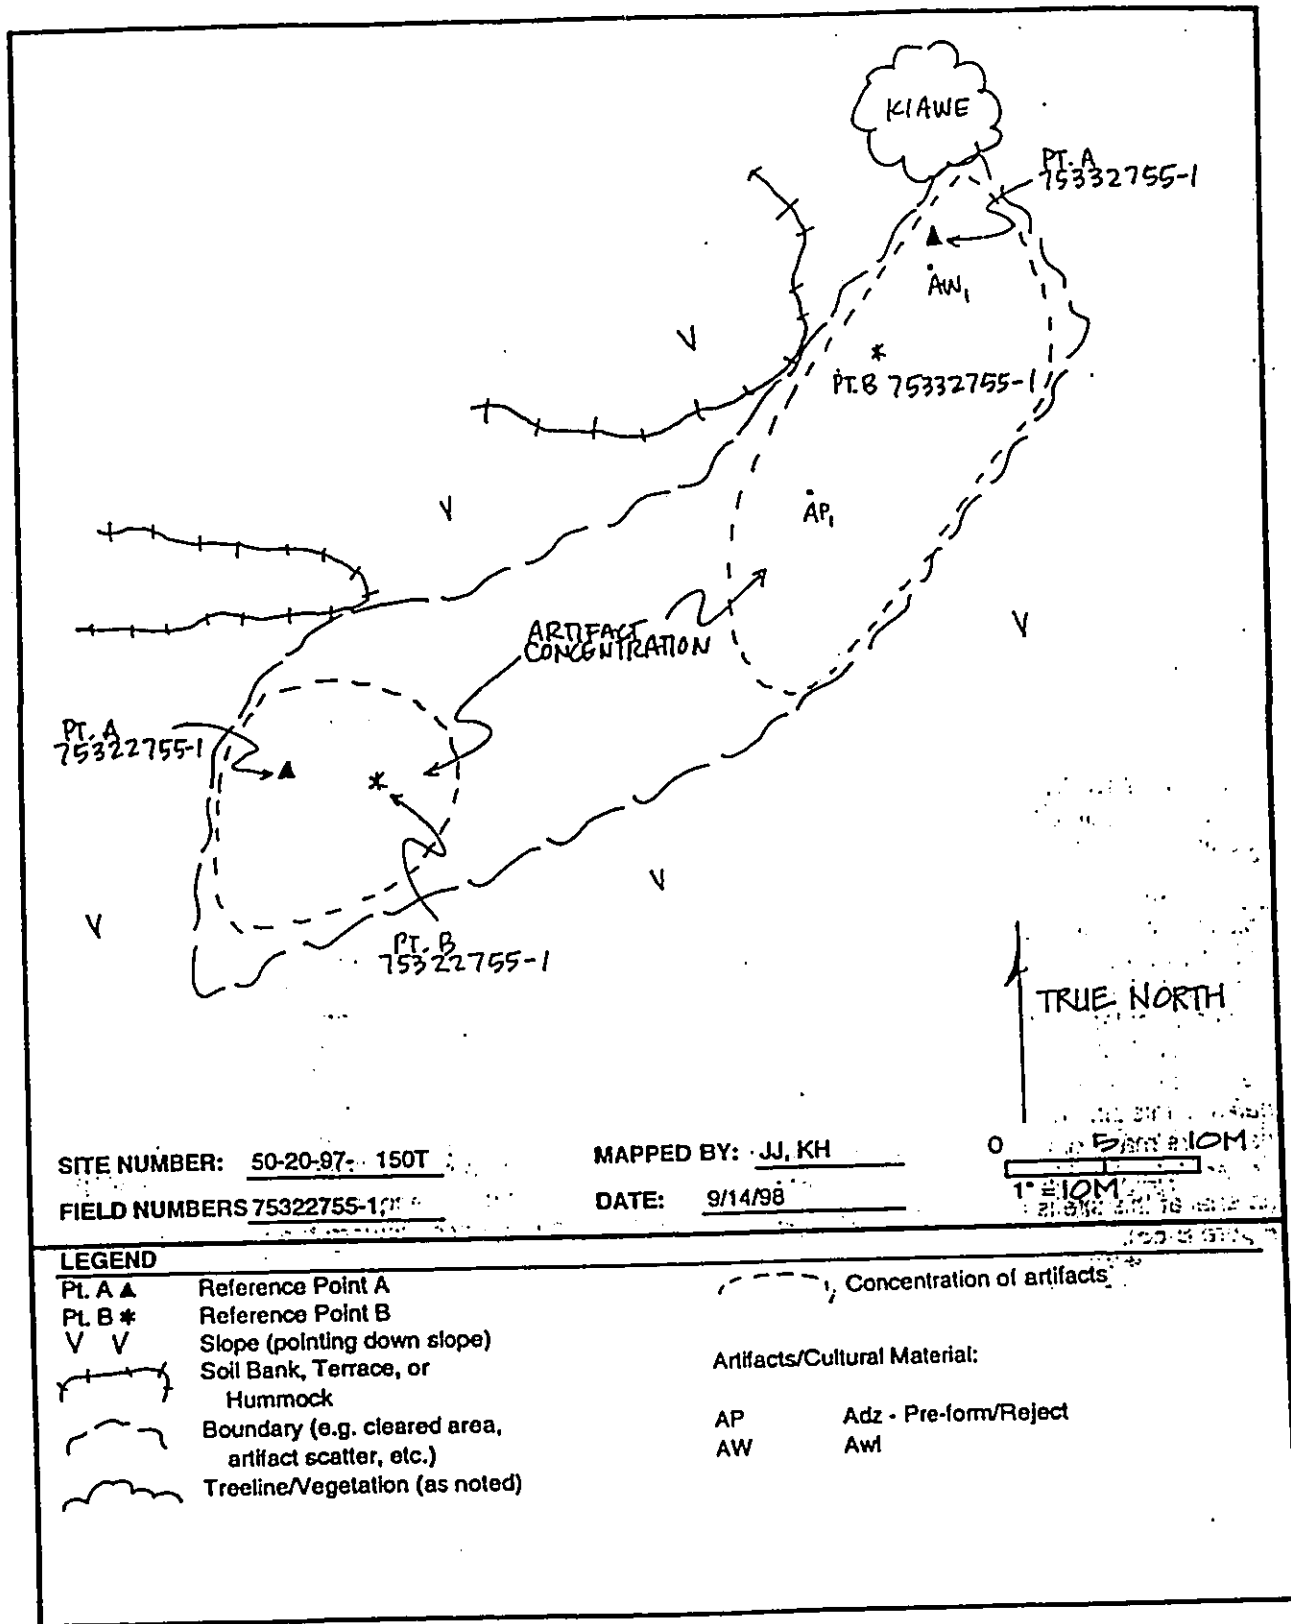 KIAWE
PT. A
75332755-1
AW1
PT. B 75332755-1
AP1
ARTIFACT
CONCENTRATION
PT. A
75322755-1
PT. B
75322755-1
TRUE NORTH
SITE NUMBER: 50-20-97- 150T
MAPPED BY: JJ, KH
0 5 10M
1" = 10M
FIELD NUMBERS 75322755-1,
DATE: 9/14/98
LEGEND
Pt. A Reference Point A
Pt. B * Reference Point B
V V Slope (pointing down slope)
Soil Bank, Terrace, or
Hummock
Boundary (e.g. cleared area,
artifact scatter, etc.)
Treeline/Vegetation (as noted)
Concentration of artifacts
Artifacts/Cultural Material:
AP Adz - Pre-form/Reject
AW Awl